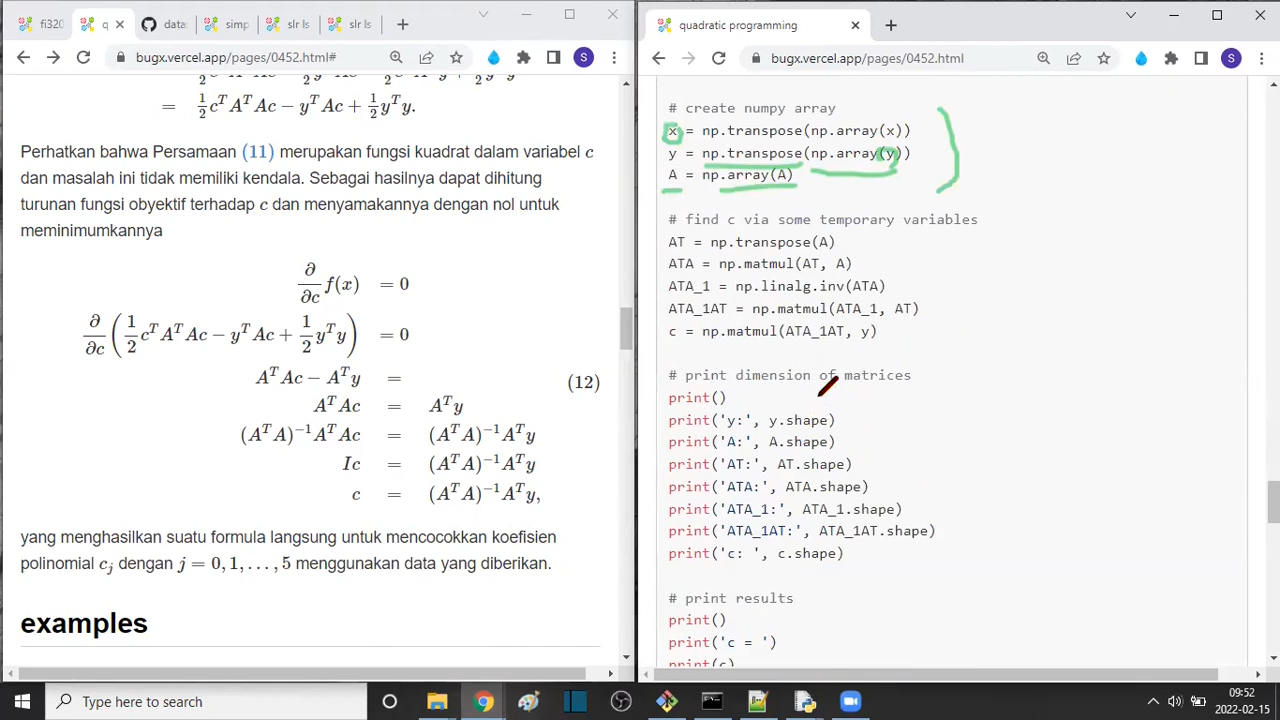 fi320
q
data:
simp
slr ls
slr ls
bugx.vercel.app/pages/0452.html#
S
= 1/2 c^T A^T Ac − y^T Ac + 1/2 y^T y.
Perhatkan bahwa Persamaan (11) merupakan fungsi kuadrat dalam variabel c
dan masalah ini tidak memiliki kendala. Sebagai hasilnya dapat dihitung
turunan fungsi obyektif terhadap c dan menyamakannya dengan nol untuk
meminimumkannya
∂/∂c f(x) = 0
∂/∂c (1/2 c^T A^T Ac − y^T Ac + 1/2 y^T y) = 0
A^T Ac − A^T y =
(12)
A^T Ac = A^T y
(A^T A)^−1 A^T Ac = (A^T A)^−1 A^T y
Ic = (A^T A)^−1 A^T y
c = (A^T A)^−1 A^T y,
yang menghasilkan suatu formula langsung untuk mencocokkan koefisien
polinomial c_j dengan j = 0, 1, . . . , 5 menggunakan data yang diberikan.
examples
quadratic programming
bugx.vercel.app/pages/0452.html
S
# create numpy array
x = np.transpose(np.array(x))
y = np.transpose(np.array(y))
A = np.array(A)
# find c via some temporary variables
AT = np.transpose(A)
ATA = np.matmul(AT, A)
ATA_1 = np.linalg.inv(ATA)
ATA_1AT = np.matmul(ATA_1, AT)
c = np.matmul(ATA_1AT, y)
# print dimension of matrices
print()
print('y:', y.shape)
print('A:', A.shape)
print('AT:', AT.shape)
print('ATA:', ATA.shape)
print('ATA_1:', ATA_1.shape)
print('ATA_1AT:', ATA_1AT.shape)
print('c: ', c.shape)
# print results
print()
print('c = ')
print(c)
Type here to search
09:52
2022-02-15